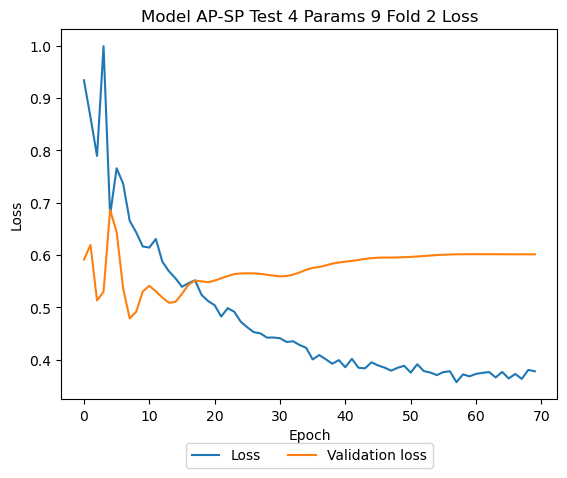 Model AP-SP Test 4 Params 9 Fold 2 Loss
1.0
0.9
0.8
0.7
0.6
0.5
0.4
Loss
0 10 20 30 40 50 60 70
Epoch
Loss Validation loss